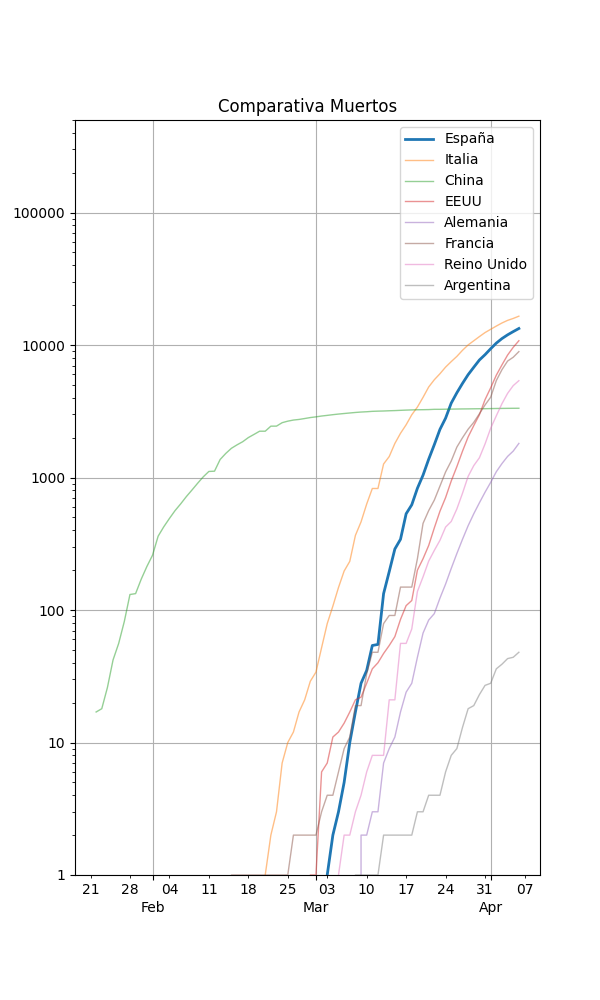 Comparativa Muertos
España
Italia
China
EEUU
Alemania
Francia
Reino Unido
Argentina
100000
10000
1000
100
10
1
21 28 04 11 18 25 03 10 17 24 31 07
Feb Mar Apr